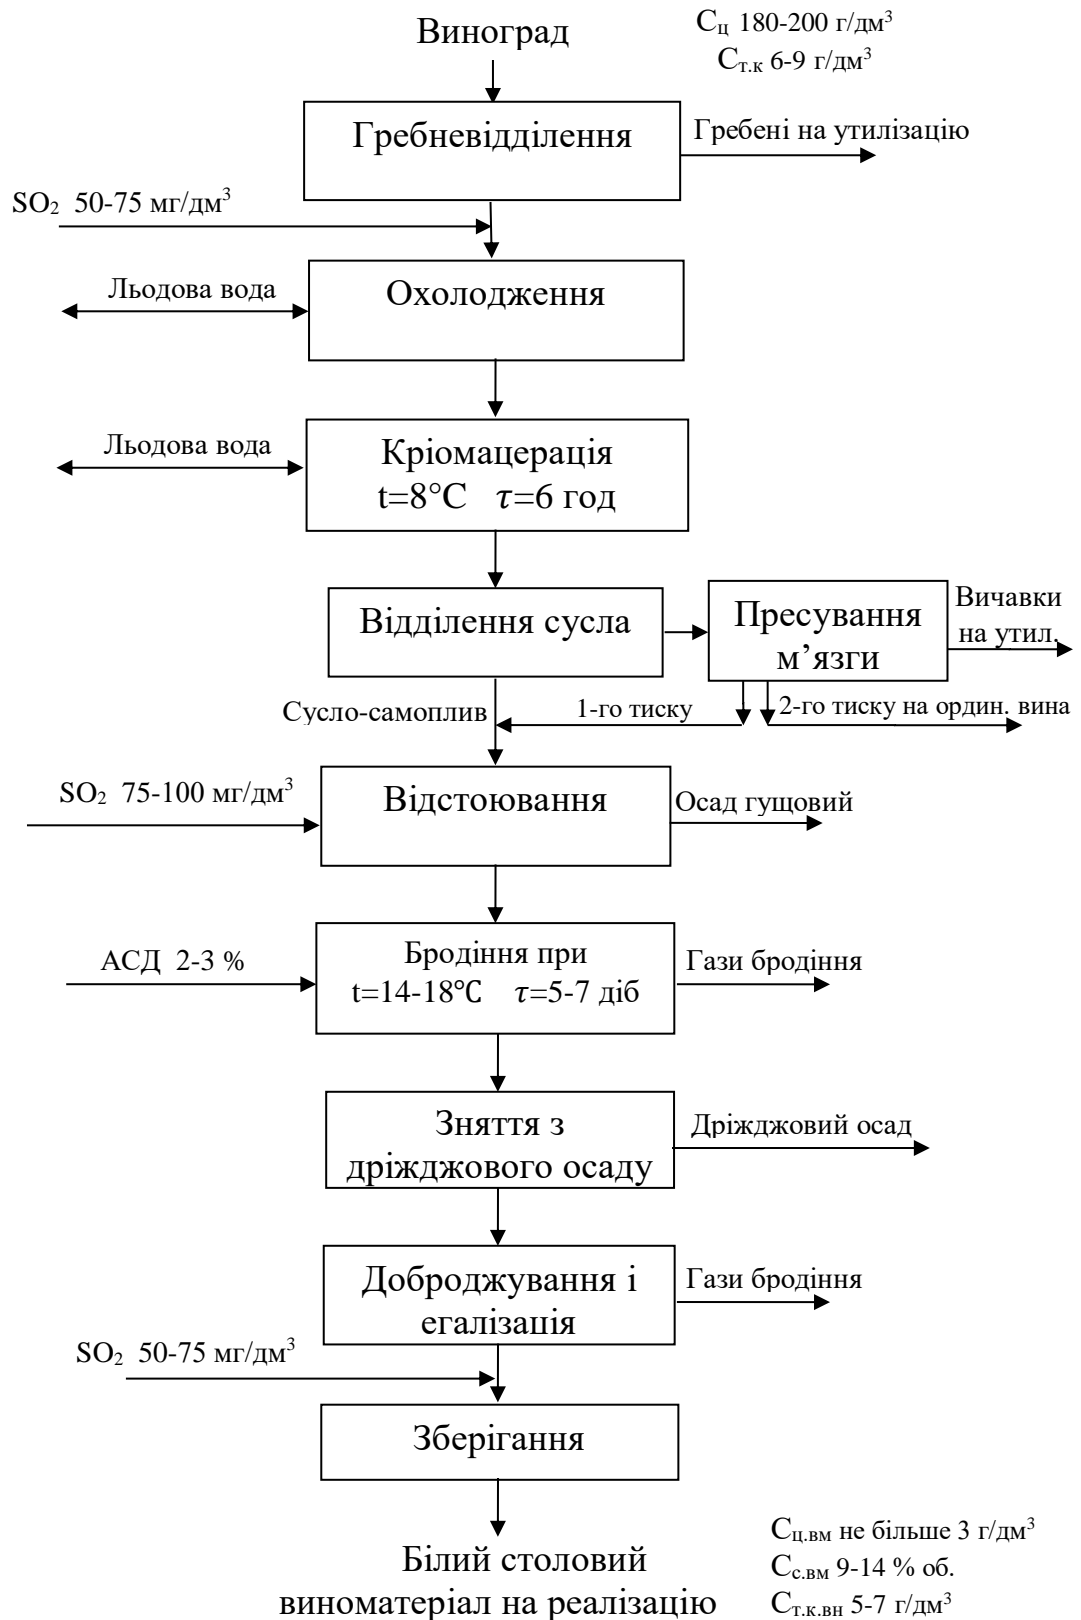 Виноград
C_ц 180-200 г/дм³
C_т.к 6-9 г/дм³
Гребневідділення
Гребені на утилізацію
SO₂ 50-75 мг/дм³
Льодова вода
Охолодження
Льодова вода
Кріомацерація
t=8°C τ=6 год
Відділення сусла
Пресування
м’язги
Вичавки
на утил.
Сусло-самоплив
1-го тиску
2-го тиску на ордин. вина
SO₂ 75-100 мг/дм³
Відстоювання
Осад гущовий
АСД 2-3 %
Бродіння при
t=14-18℃ τ=5-7 діб
Гази бродіння
Зняття з
дріжджового осаду
Дріжджовий осад
Доброджування і
егалізація
Гази бродіння
SO₂ 50-75 мг/дм³
Зберігання
Білий столовий
виноматеріал на реалізацію
C_ц.вм не більше 3 г/дм³
C_с.вм 9-14 % об.
C_т.к.вн 5-7 г/дм³